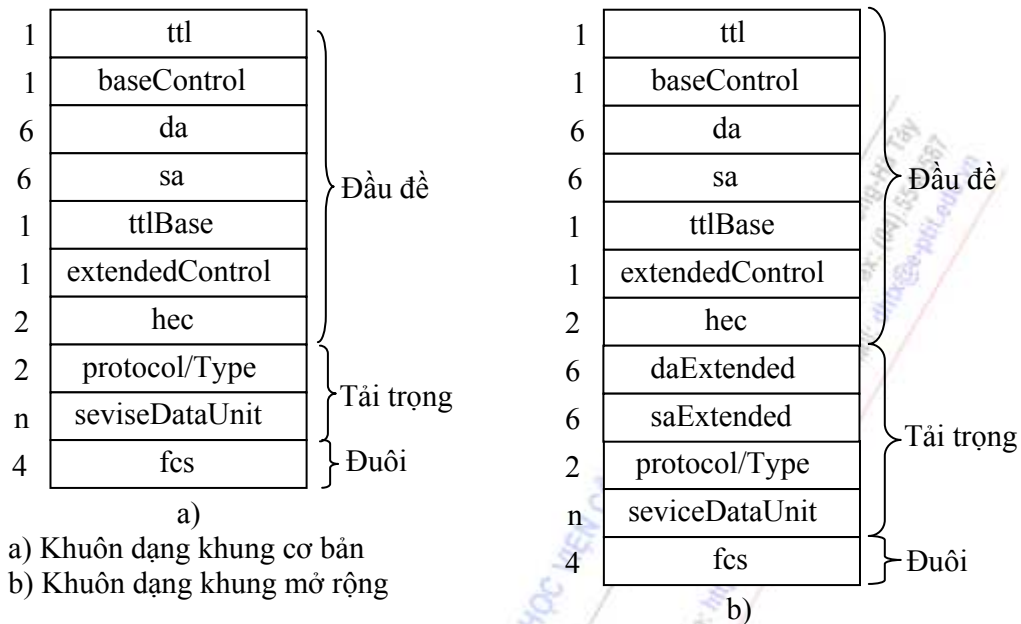 1 ttl
1 baseControl
6 da
6 sa
1 ttlBase
1 extendedControl
2 hec
2 protocol/Type
n seviseDataUnit
4 fcs
Đầu đề
Tải trọng
Đuôi
a)
a) Khuôn dạng khung cơ bản
b) Khuôn dạng khung mở rộng
1 ttl
1 baseControl
6 da
6 sa
1 ttlBase
1 extendedControl
2 hec
6 daExtended
6 saExtended
2 protocol/Type
n seviceDataUnit
4 fcs
Đầu đề
Tải trọng
Đuôi
b)
HỌC VIỆN